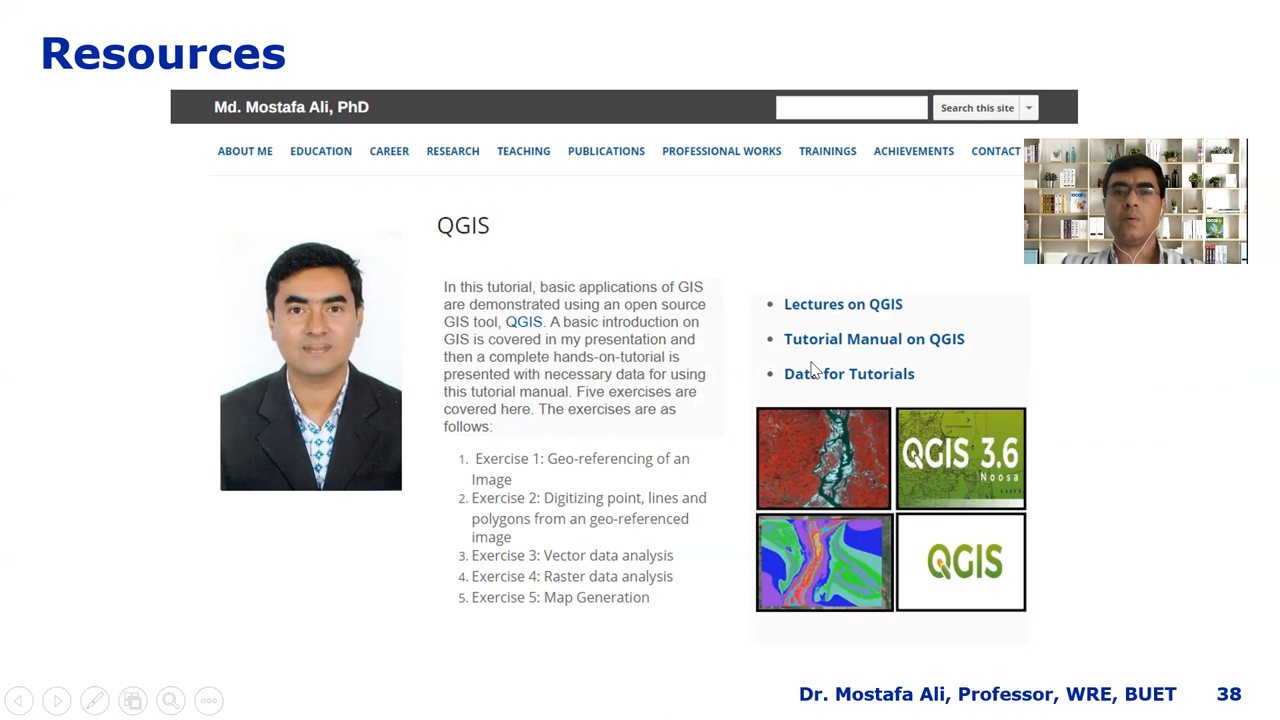 Resources
Md. Mostafa Ali, PhD
Search this site
ABOUT ME EDUCATION CAREER RESEARCH TEACHING PUBLICATIONS PROFESSIONAL WORKS TRAININGS ACHIEVEMENTS CONTACT
QGIS
In this tutorial, basic applications of GIS
are demonstrated using an open source
GIS tool, QGIS. A basic introduction on
GIS is covered in my presentation and
then a complete hands-on-tutorial is
presented with necessary data for using
this tutorial manual. Five exercises are
covered here. The exercises are as
follows:
1. Exercise 1: Geo-referencing of an
Image
2. Exercise 2: Digitizing point, lines and
polygons from an geo-referenced
image
3. Exercise 3: Vector data analysis
4. Exercise 4: Raster data analysis
5. Exercise 5: Map Generation
• Lectures on QGIS
• Tutorial Manual on QGIS
• Data for Tutorials
QGIS 3.6
Noosa
QGIS
Dr. Mostafa Ali, Professor, WRE, BUET 38